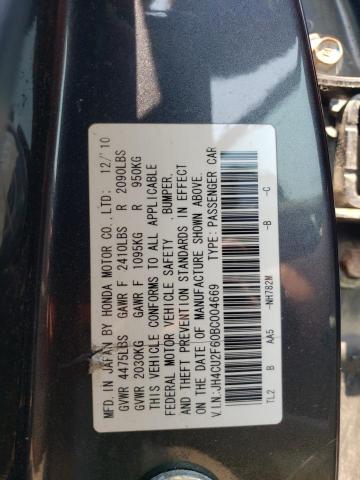 MFD.IN JAPAN BY HONDA MOTOR CO.,LTD: 12/'10
GVWR 4475LBS GAWR F 2410LBS R 2090LBS
GVWR 2030KG GAWR F 1095KG R 950KG
THIS VEHICLE CONFORMS TO ALL APPLICABLE
FEDERAL MOTOR VEHICLE SAFETY BUMPER,
AND THEFT PREVENTION STANDARDS IN EFFECT
ON THE DATE OF MANUFACTURE SHOWN ABOVE.
V.I.N:JH4CU2F60BC004669 TYPE: PASSENGER CAR
TL2 B AA5 -NH782M -B -C